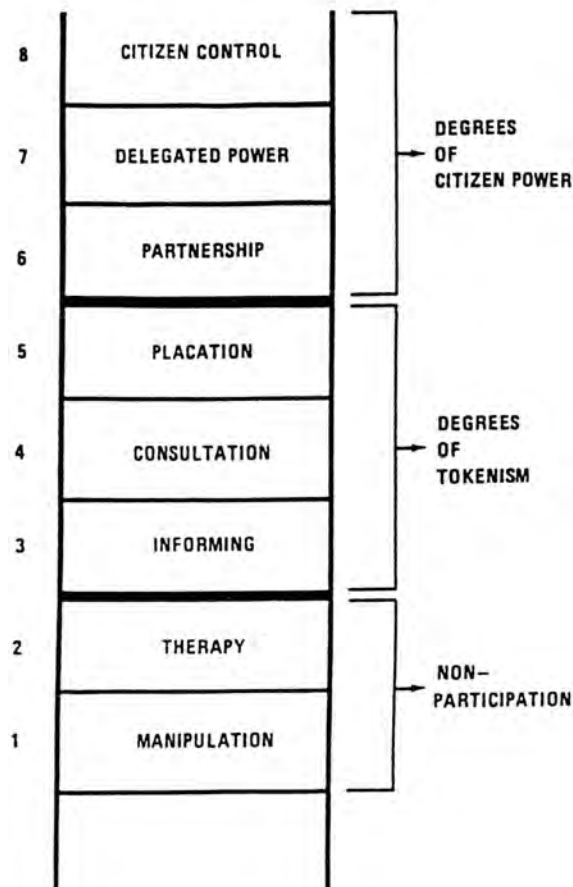 8 CITIZEN CONTROL
7 DELEGATED POWER
6 PARTNERSHIP
DEGREES
OF
CITIZEN POWER
5 PLACATION
4 CONSULTATION
3 INFORMING
DEGREES
OF
TOKENISM
2 THERAPY
1 MANIPULATION
NON–
PARTICIPATION